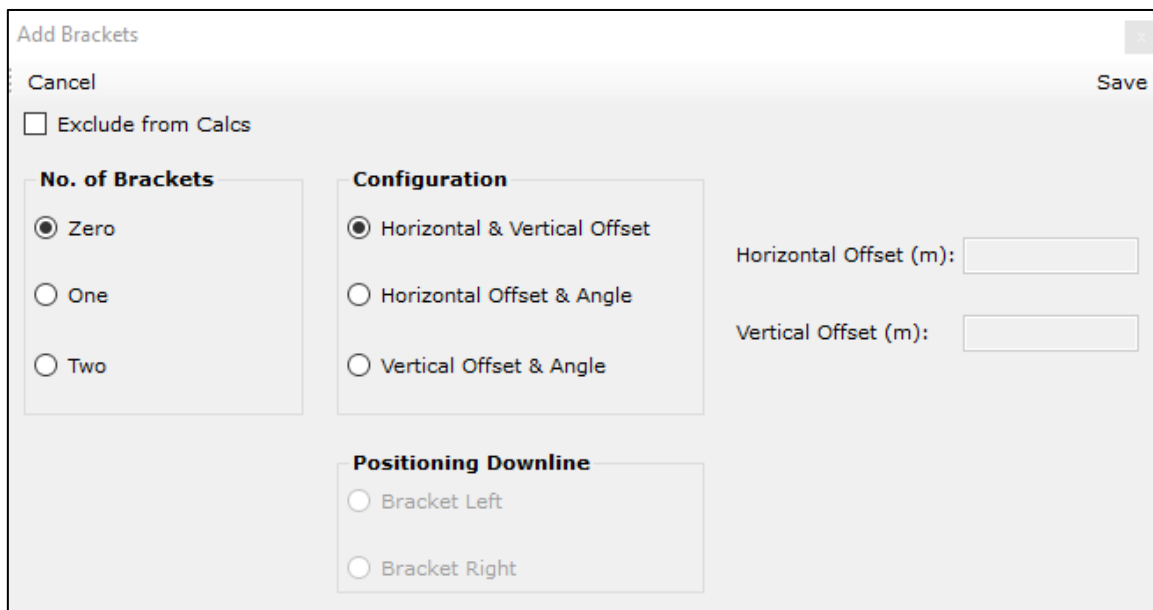 Add Brackets
x
Cancel
Save
Exclude from Calcs
No. of Brackets
Zero
One
Two
Configuration
Horizontal & Vertical Offset
Horizontal Offset & Angle
Vertical Offset & Angle
Horizontal Offset (m):
Vertical Offset (m):
Positioning Downline
Bracket Left
Bracket Right